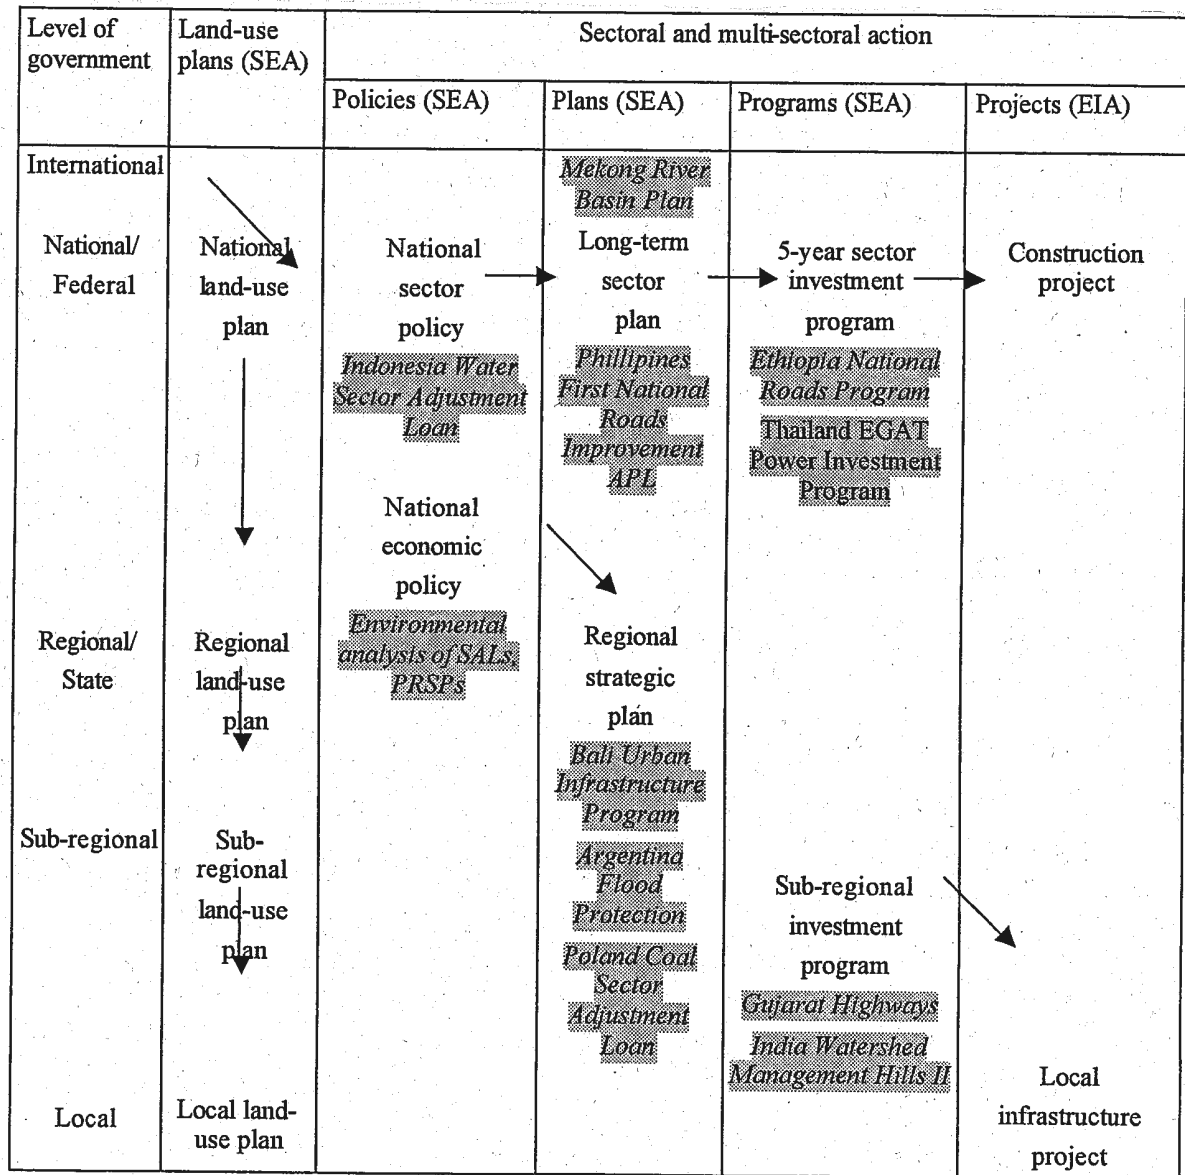 Level of
government
Land-use
plans (SEA)
Sectoral and multi-sectoral action
Policies (SEA)
Plans (SEA)
Programs (SEA)
Projects (EIA)
International
Mekong River
Basin Plan
National/
Federal
National
land-use
plan
National
sector
policy
Indonesia Water
Sector Adjustment
Loan
Long-term
sector
plan
Phillipines
First National
Roads
Improvement
APL
5-year sector
investment
program
Ethiopia National
Roads Program
Thailand EGAT
Power Investment
Program
Construction
project
National
economic
policy
Environmental
analysis of SALs,
PRSPs
Regional/
State
Regional
land-use
plan
Regional
strategic
plan
Bali Urban
Infrastructure
Program
Argentina
Flood
Protection
Poland Coal
Sector
Adjustment
Loan
Sub-regional
Sub-
regional
land-use
plan
Sub-regional
investment
program
Gujarat Highways
India Watershed
Management Hills II
Local
Local land-
use plan
Local
infrastructure
project